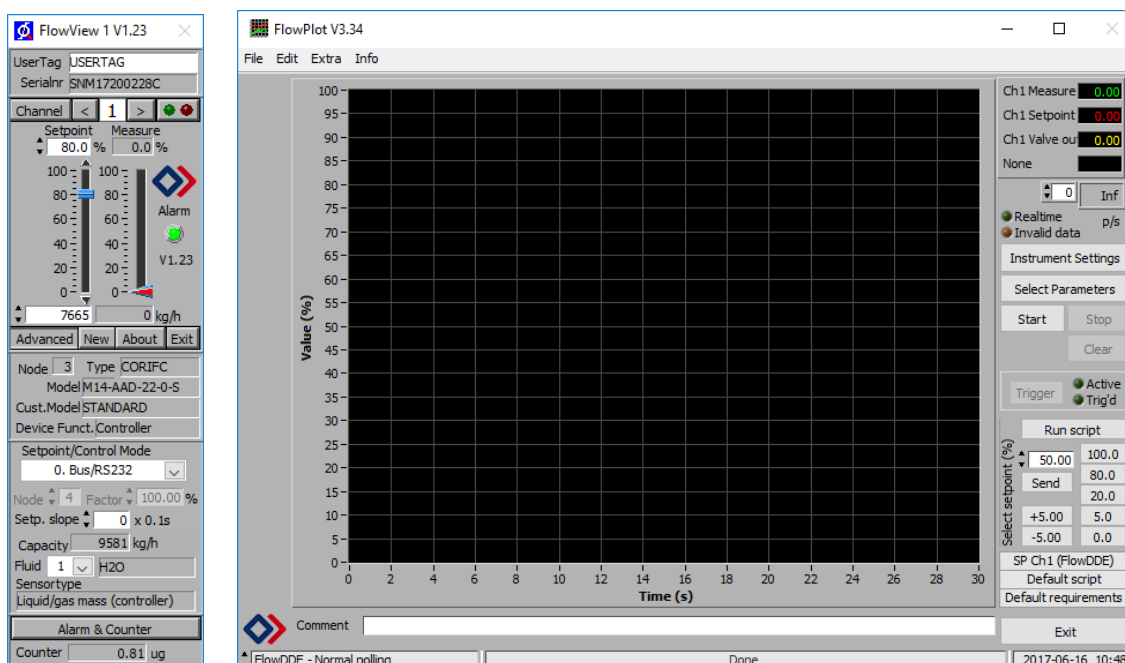 FlowView 1 V1.23
UserTag USERTAG
Serialnr SNM17200228C
Channel < 1 >
Setpoint Measure
80.0 % 0.0 %
100 100
80 80
60 60
40 40
20 20
0 0
Alarm
V1.23
7665 0 kg/h
Advanced New About Exit
Node 3 Type CORIFC
Model M14-AAD-22-0-S
Cust.Model STANDARD
Device Funct. Controller
Setpoint/Control Mode
0. Bus/RS232
Node 4 Factor 100.00 %
Setp. slope 0 x 0.1s
Capacity 9581 kg/h
Fluid 1 H2O
Sensortype
Liquid/gas mass (controller)
Alarm & Counter
Counter 0.81 ug
FlowPlot V3.34
File Edit Extra Info
Value (%)
100
95
90
85
80
75
70
65
60
55
50
45
40
35
30
25
20
15
10
5
0
0 2 4 6 8 10 12 14 16 18 20 22 24 26 28 30
Time (s)
Ch1 Measure 0.00
Ch1 Setpoint 0.00
Ch1 Valve ou 0.00
None
0 Inf
Realtime p/s
Invalid data
Instrument Settings
Select Parameters
Start Stop
Clear
Trigger Active
Trig'd
Select setpoint (%)
Run script
50.00 100.0
Send 80.0
20.0
+5.00 5.0
-5.00 0.0
SP Ch1 (FlowDDE)
Default script
Default requirements
Comment
Exit
FlowDDE - Normal polling Done 2017-06-16 10:48